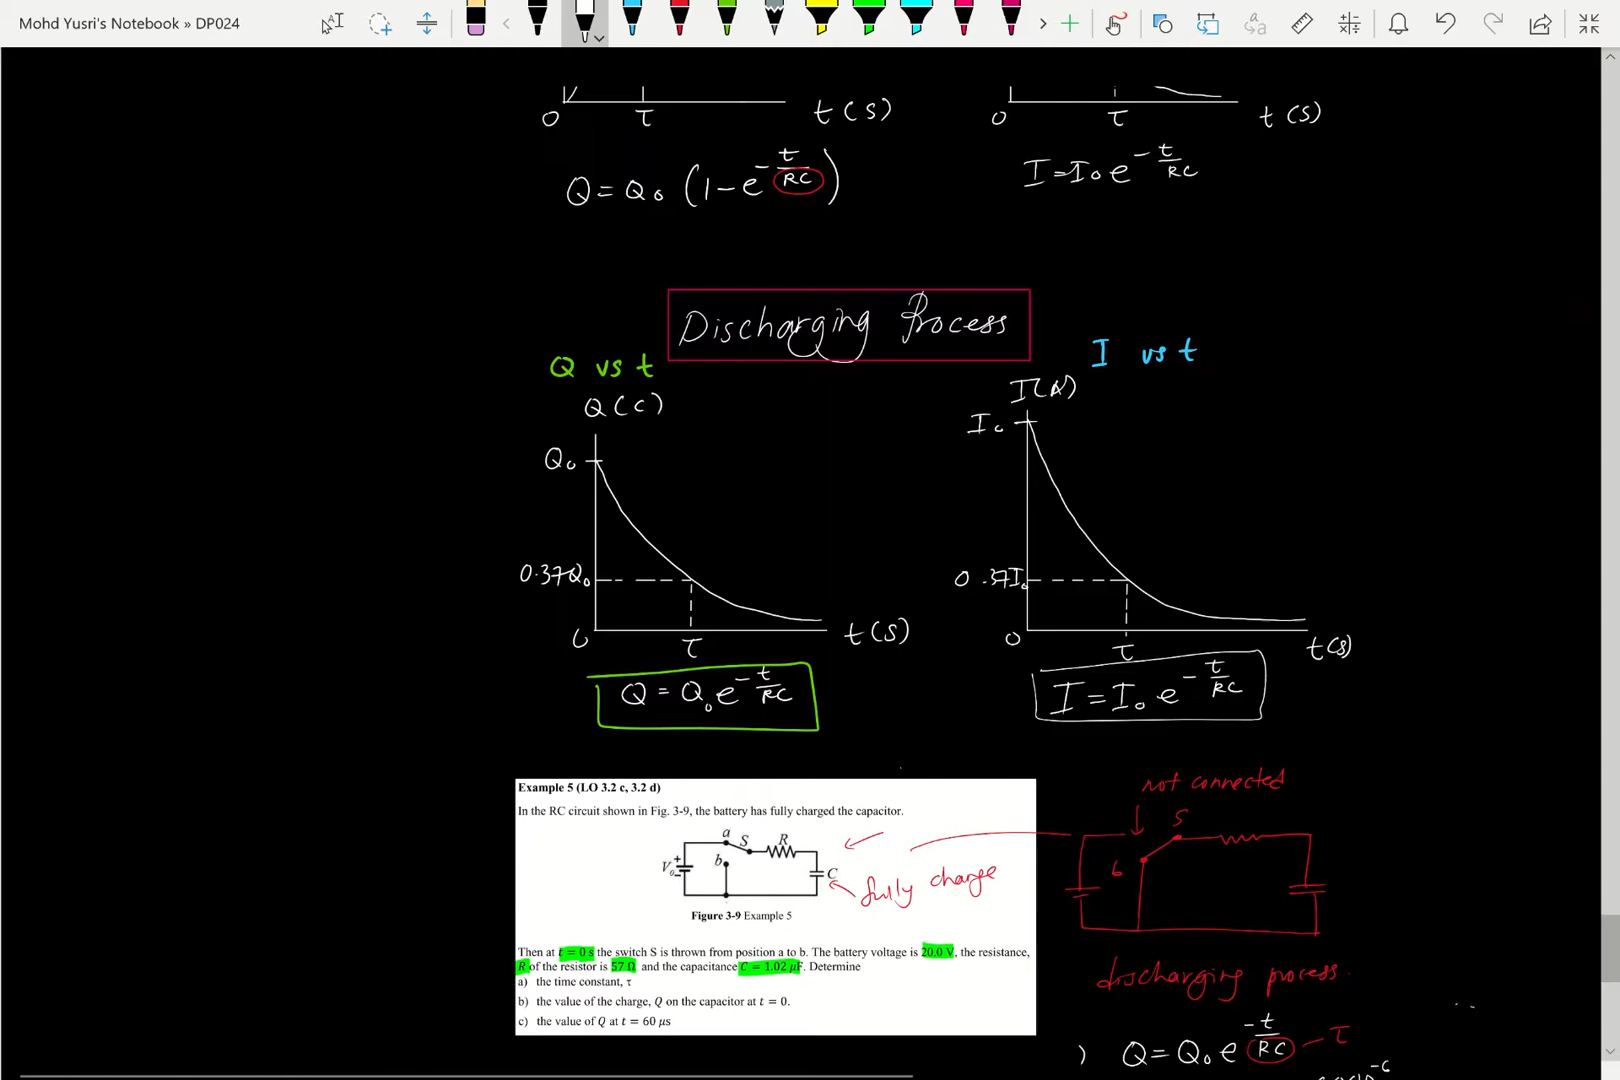 Mohd Yusri's Notebook » DP024
0 τ t(s)
0 τ t(s)
Q = Q₀ (1 - e^(-t/RC))
I = I₀ e^(-t/RC)
Discharging Process
Q vs t
I vs t
Q(C)
I(A)
Q₀
I₀
0.37Q₀
0.37I₀
0 τ t(s)
0 τ t(s)
Q = Q₀ e^(-t/RC)
I = I₀ e^(-t/RC)
Example 5 (LO 3.2 c, 3.2 d)
In the RC circuit shown in Fig. 3-9, the battery has fully charged the capacitor.
a S R
V₀ + - b C
fully charge
Figure 3-9 Example 5
Then at t = 0 s the switch S is thrown from position a to b. The battery voltage is 20.0 V, the resistance,
R of the resistor is 57 Ω and the capacitance C = 1.02 μF. Determine
a) the time constant, τ
b) the value of the charge, Q on the capacitor at t = 0.
c) the value of Q at t = 60 μs
not connected
S
b
discharging process.
) Q = Q₀ e^(-t/RC) - τ